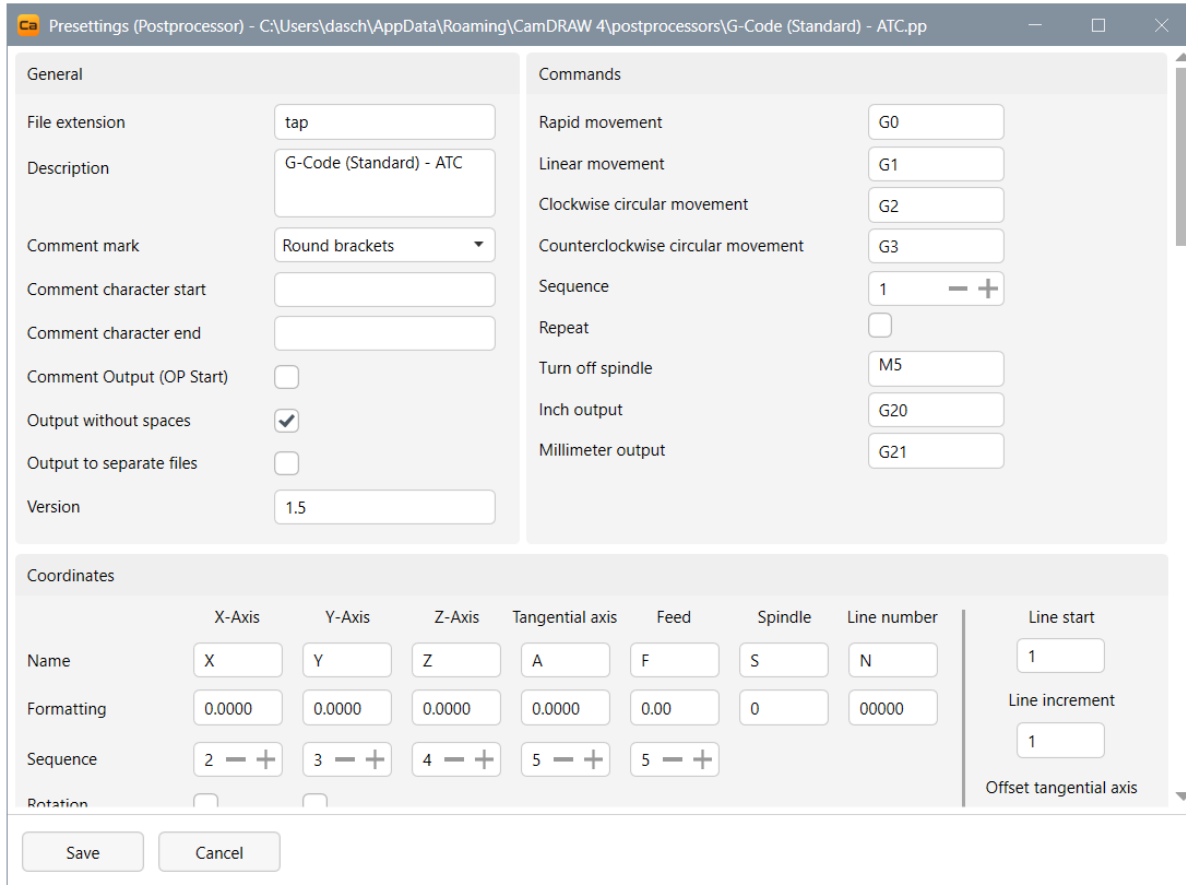 Ca Presettings (Postprocessor) - C:\Users\dasch\AppData\Roaming\CamDRAW 4\postprocessors\G-Code (Standard) - ATC.pp
General
File extension tap
Description G-Code (Standard) - ATC
Comment mark Round brackets
Comment character start
Comment character end
Comment Output (OP Start)
Output without spaces
Output to separate files
Version 1.5
Commands
Rapid movement G0
Linear movement G1
Clockwise circular movement G2
Counterclockwise circular movement G3
Sequence 1
Repeat
Turn off spindle M5
Inch output G20
Millimeter output G21
Coordinates
X-Axis Y-Axis Z-Axis Tangential axis Feed Spindle Line number
Name X Y Z A F S N
Formatting 0.0000 0.0000 0.0000 0.0000 0.00 0 00000
Sequence 2 3 4 5 5
Rotation
Line start
1
Line increment
1
Offset tangential axis
Save Cancel